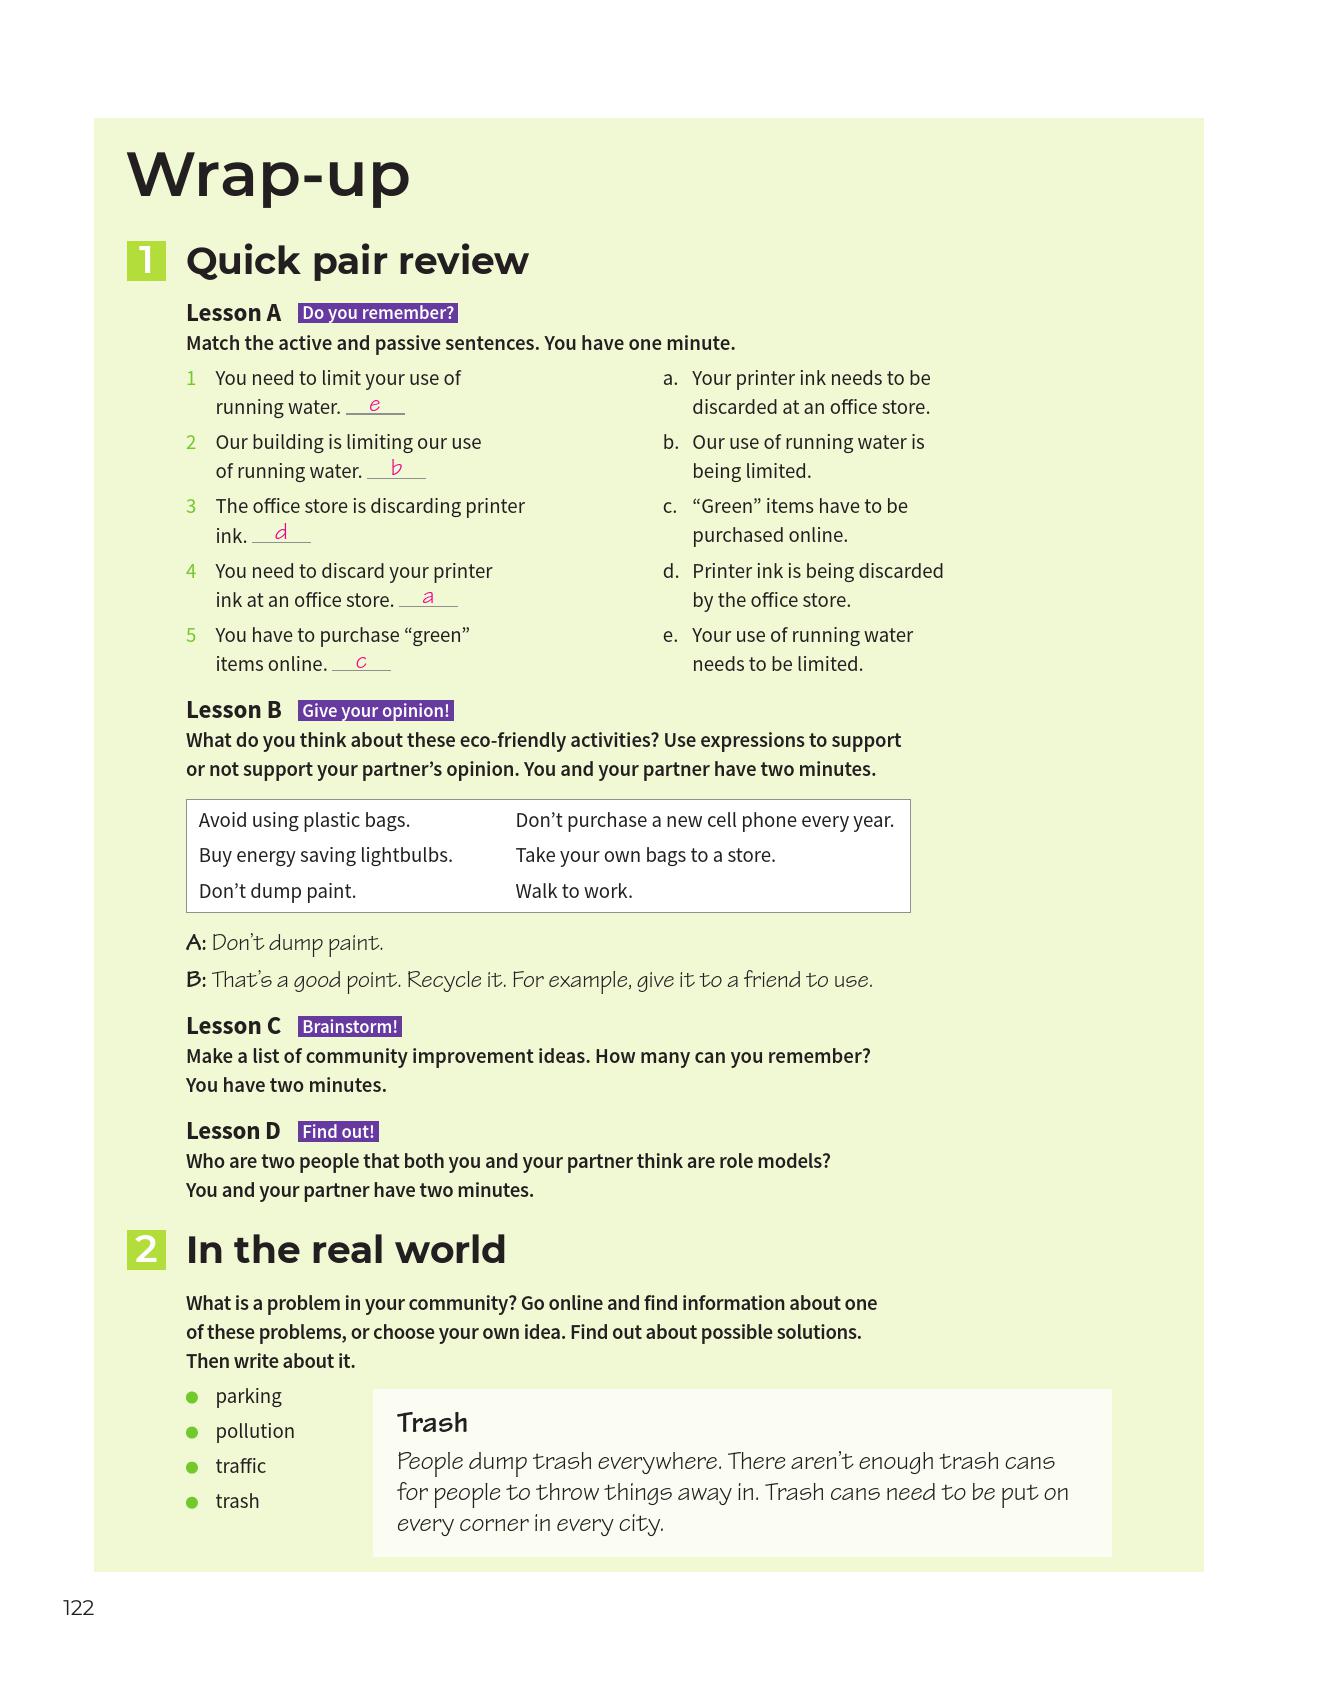 Wrap-up
1 Quick pair review
Lesson A Do you remember?
Match the active and passive sentences. You have one minute.
1 You need to limit your use of
running water. e
2 Our building is limiting our use
of running water. b
3 The office store is discarding printer
ink. d
4 You need to discard your printer
ink at an office store. a
5 You have to purchase “green”
items online. c
a. Your printer ink needs to be
discarded at an office store.
b. Our use of running water is
being limited.
c. “Green” items have to be
purchased online.
d. Printer ink is being discarded
by the office store.
e. Your use of running water
needs to be limited.
Lesson B Give your opinion!
What do you think about these eco-friendly activities? Use expressions to support
or not support your partner’s opinion. You and your partner have two minutes.
Avoid using plastic bags. Don’t purchase a new cell phone every year.
Buy energy saving lightbulbs. Take your own bags to a store.
Don’t dump paint. Walk to work.
A: Don’t dump paint.
B: That’s a good point. Recycle it. For example, give it to a friend to use.
Lesson C Brainstorm!
Make a list of community improvement ideas. How many can you remember?
You have two minutes.
Lesson D Find out!
Who are two people that both you and your partner think are role models?
You and your partner have two minutes.
2 In the real world
What is a problem in your community? Go online and find information about one
of these problems, or choose your own idea. Find out about possible solutions.
Then write about it.
parking
pollution
traffic
trash
Trash
People dump trash everywhere. There aren’t enough trash cans
for people to throw things away in. Trash cans need to be put on
every corner in every city.
122